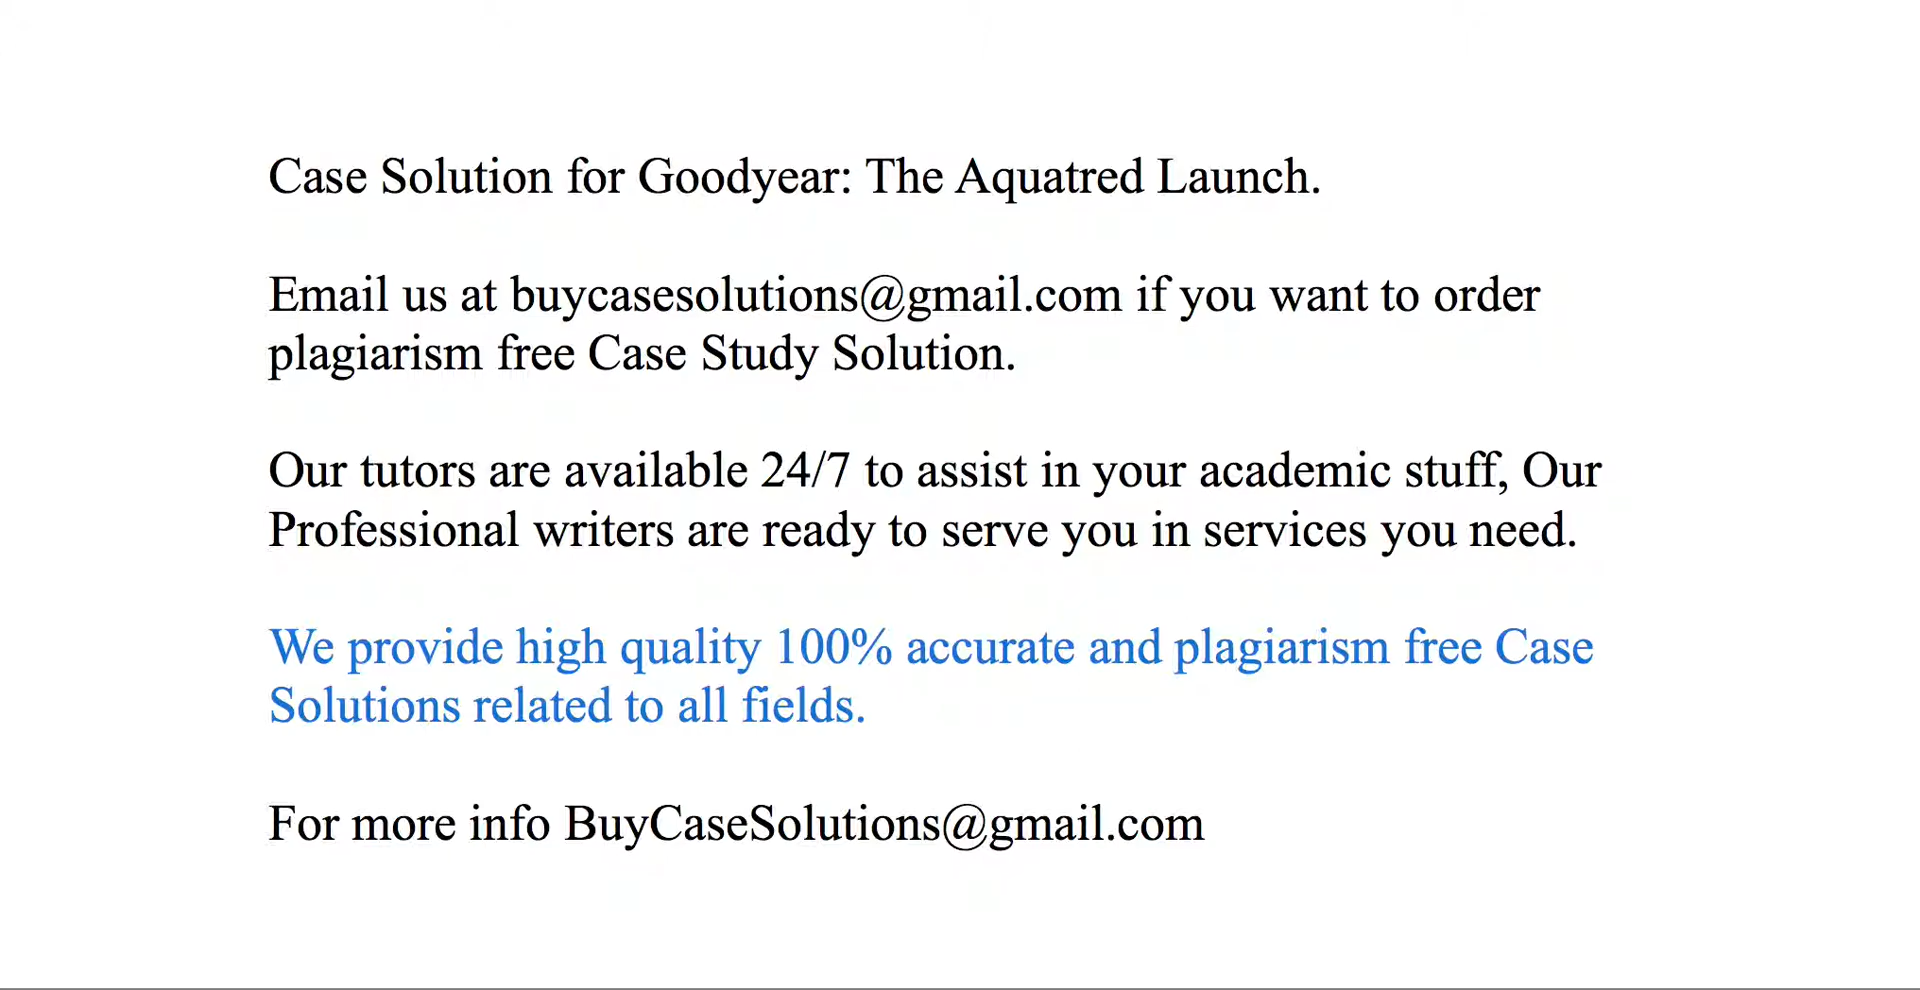 Case Solution for Goodyear: The Aquatred Launch.
Email us at buycasesolutions@gmail.com if you want to order
plagiarism free Case Study Solution.
Our tutors are available 24/7 to assist in your academic stuff, Our
Professional writers are ready to serve you in services you need.
We provide high quality 100% accurate and plagiarism free Case
Solutions related to all fields.
For more info BuyCaseSolutions@gmail.com